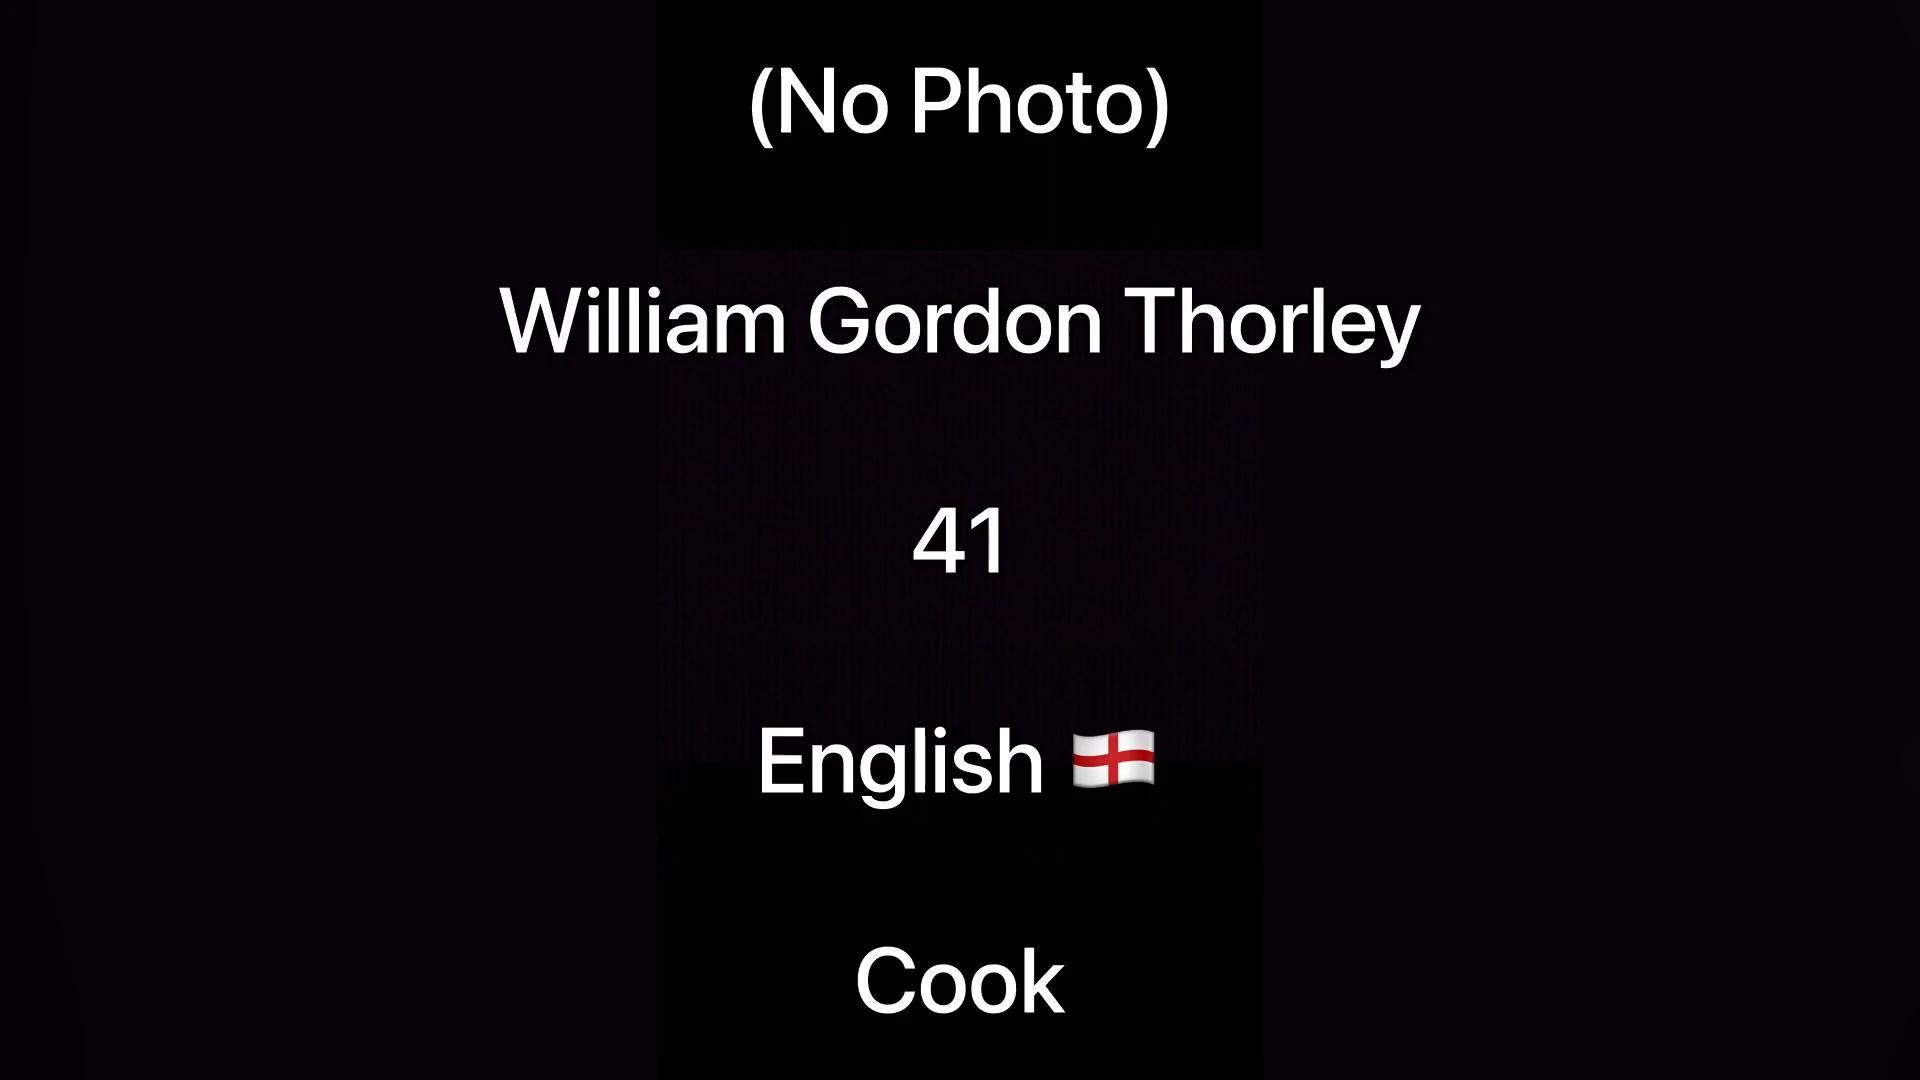 (No Photo)
William Gordon Thorley
41
English 🏴󠁧󠁢󠁥󠁮󠁧󠁿
Cook